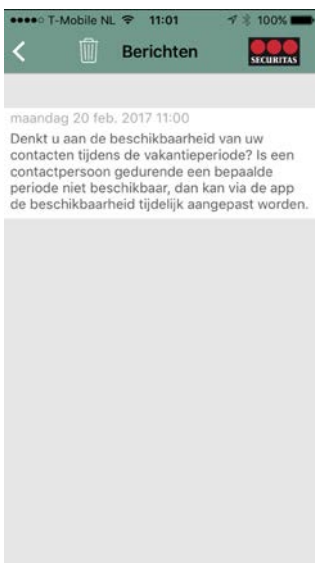 T-Mobile NL 11:01 100%
Berichten SECURITAS
maandag 20 feb. 2017 11:00
Denkt u aan de beschikbaarheid van uw
contacten tijdens de vakantieperiode? Is een
contactpersoon gedurende een bepaalde
periode niet beschikbaar, dan kan via de app
de beschikbaarheid tijdelijk aangepast worden.